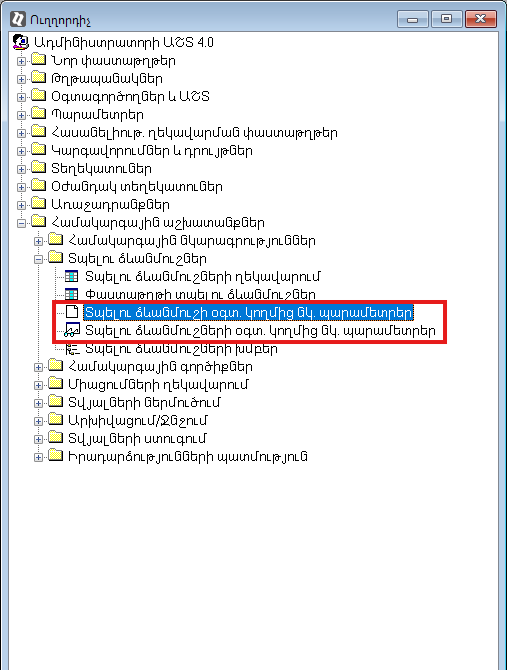 Ուղղորդիչ
Ադմինիստրատորի ԱՇՏ 4.0
Նոր փաստաթղթեր
Թղթապանակներ
Օգտագործողներ և ԱՇՏ
Պարամետրեր
Հասանելիութ. ղեկավարման փաստաթղթեր
Կարգավորումներ և դրույթներ
Տեղեկատուներ
Օժանդակ տեղեկատուներ
Առաջադրանքներ
Համակարգային աշխատանքներ
Համակարգային նկարագրություններ
Տպելու ձևանմուշներ
Տպելու ձևանմուշների ղեկավարում
Փաստաթղթի տպելու ձևանմուշներ
Տպելու ձևանմուշի օգտ. կողմից նկ. պարամետրեր
Տպելու ձևանմուշների օգտ. կողմից նկ. պարամետրեր
Տպելու ձևանմուշների խմբեր
Համակարգային գործիքներ
Միացումների ղեկավարում
Տվյալների ներմուծում
Արխիվացում/Ջնջում
Տվյալների ստուգում
Իրադարձությունների պատմություն